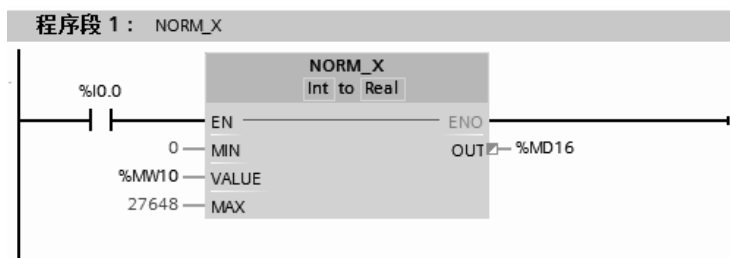 程序段 1： NORM_X
NORM_X
Int to Real
%I0.0
EN ENO
0 MIN OUT %MD16
%MW10 VALUE
27648 MAX